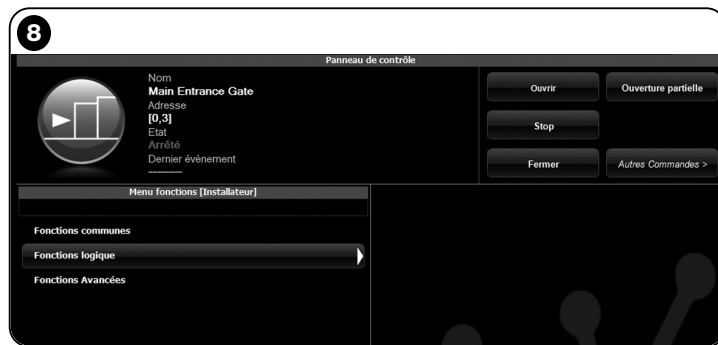 8
Panneau de contrôle
Nom
Main Entrance Gate
Adresse
[0,3]
Etat
Arrêté
Dernier évènement
--------
Ouvrir
Ouverture partielle
Stop
Fermer
Autres Commandes >
Menu fonctions [Installateur]
Fonctions communes
Fonctions logique
Fonctions Avancées